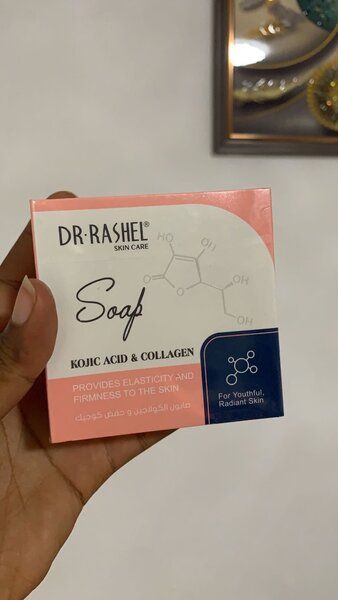 DR·RASHEL®
SKIN CARE
HO
OH
O
O
OH
OH
Soap
KOJIC ACID & COLLAGEN
PROVIDES ELASTICITY AND
FIRMNESS TO THE SKIN
صابون الكولاجين و حمض كوجيك
For Youthful,
Radiant Skin